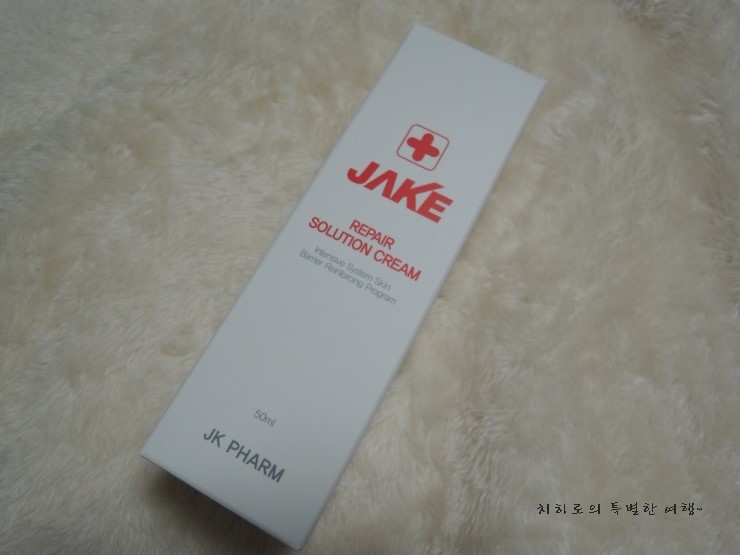 JAKE
REPAIR
SOLUTION CREAM
Intensive System Skin
Barrier Reinforcing Program
50ml
JK PHARM
치히로의 특별한 여행~